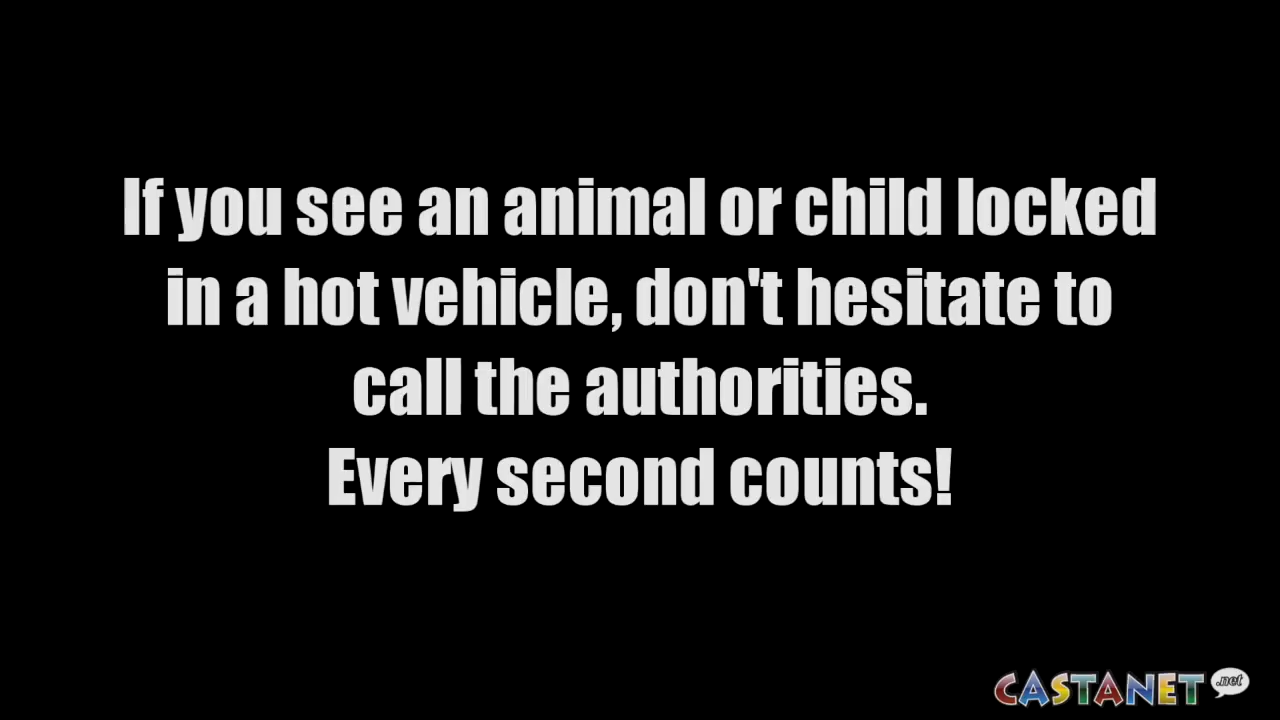 If you see an animal or child locked
in a hot vehicle, don't hesitate to
call the authorities.
Every second counts!
CASTANET .net